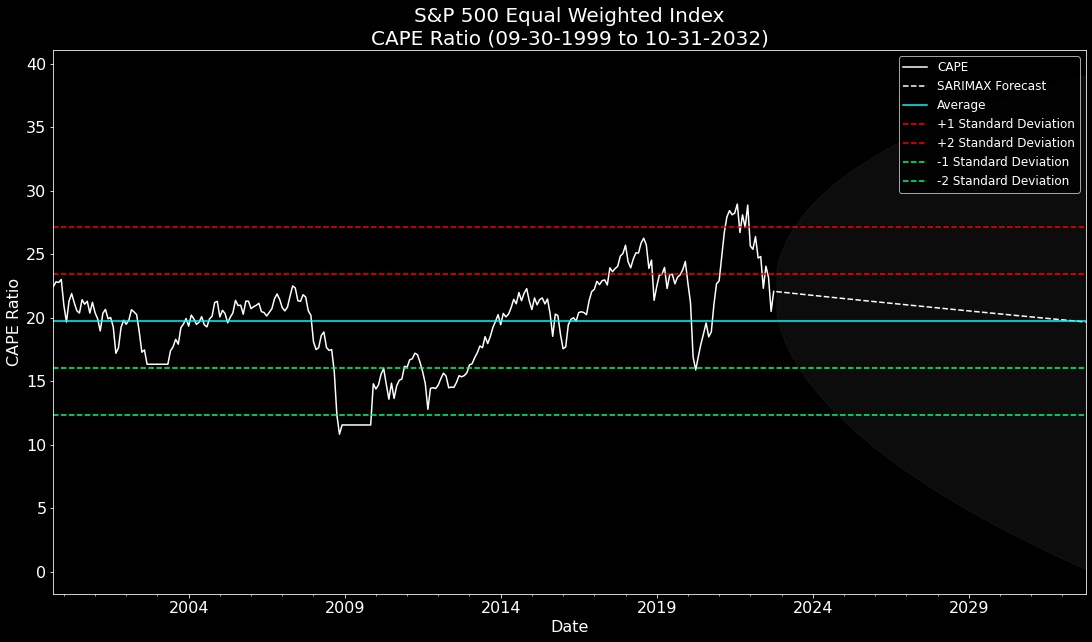 S&P 500 Equal Weighted Index
CAPE Ratio (09-30-1999 to 10-31-2032)
CAPE
SARIMAX Forecast
Average
+1 Standard Deviation
+2 Standard Deviation
-1 Standard Deviation
-2 Standard Deviation
CAPE Ratio
40
35
30
25
20
15
10
5
0
2004
2009
2014
2019
2024
2029
Date